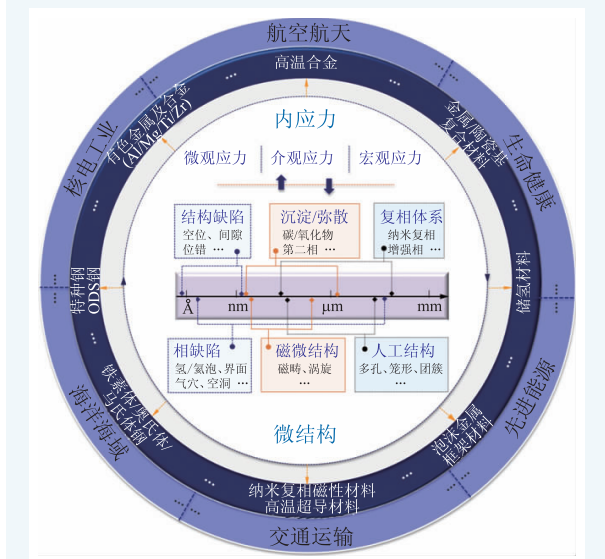 航空航天
高温合金
有色金属及合金
(Al/Mg/Ti/Zr)
金属/陶瓷基
复合材料
核电工业
生命健康
内应力
微观应力
介观应力
宏观应力
结构缺陷
空位、间隙
位错 …
沉淀/弥散
碳/氧化物
第二相 …
复相体系
纳米复相
增强相 …
特种钢
ODS钢
储氢材料
Å
nm
μm
mm
相缺陷
氢/氦泡、界面
气穴、空洞 …
磁微结构
磁畴、涡旋
…
人工结构
多孔、笼形、团簇
…
铁素体/奥氏体/
马氏体钢
泡沫金属
框架材料
海洋海域
先进能源
微结构
纳米复相磁性材料
高温超导材料
交通运输